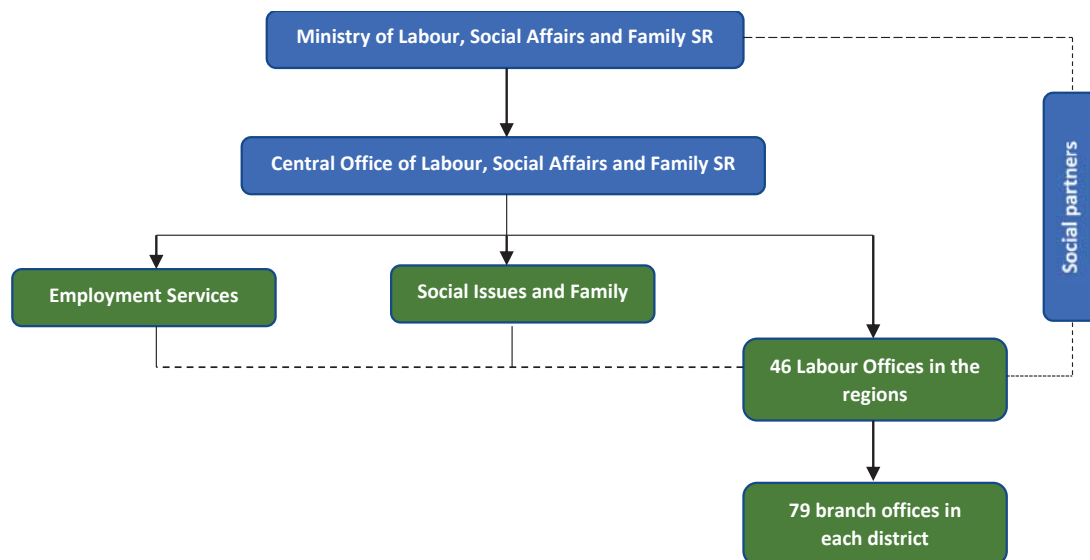 Ministry of Labour, Social Affairs and Family SR
Central Office of Labour, Social Affairs and Family SR
Social partners
Employment Services
Social Issues and Family
46 Labour Offices in the
regions
79 branch offices in
each district